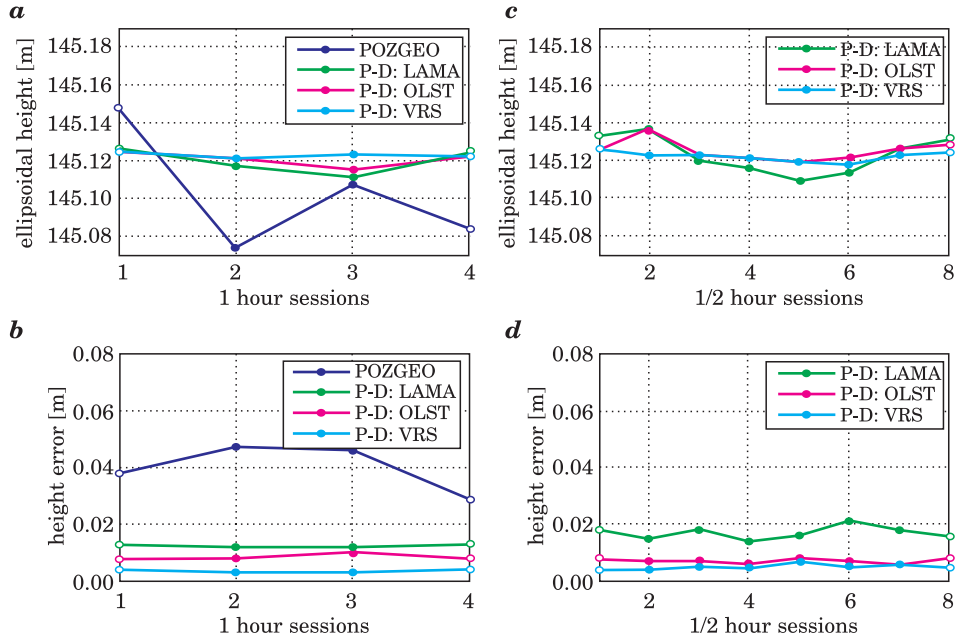 a
ellipsoidal height [m]
145.18
145.16
145.14
145.12
145.10
145.08
POZGEO
P-D: LAMA
P-D: OLST
P-D: VRS
1 2 3 4
1 hour sessions
c
ellipsoidal height [m]
145.18
145.16
145.14
145.12
145.10
145.08
P-D: LAMA
P-D: OLST
P-D: VRS
2 4 6 8
1/2 hour sessions
b
height error [m]
0.08
0.06
0.04
0.02
0.00
POZGEO
P-D: LAMA
P-D: OLST
P-D: VRS
1 2 3 4
1 hour sessions
d
height error [m]
0.08
0.06
0.04
0.02
0.00
P-D: LAMA
P-D: OLST
P-D: VRS
2 4 6 8
1/2 hour sessions